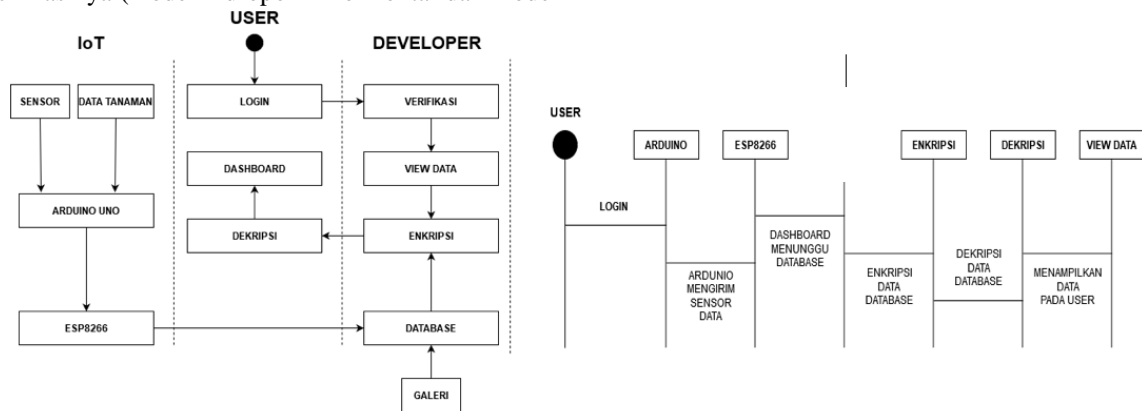 USER
IoT
DEVELOPER
SENSOR
DATA TANAMAN
LOGIN
VERIFIKASI
DASHBOARD
VIEW DATA
ARDUINO UNO
DEKRIPSI
ENKRIPSI
ESP8266
DATABASE
GALERI
USER
ARDUINO
ESP8266
ENKRIPSI
DEKRIPSI
VIEW DATA
LOGIN
ARDUNIO
MENGIRIM
SENSOR
DATA
DASHBOARD
MENUNGGU
DATABASE
ENKRIPSI
DATA
DATABASE
DEKRIPSI
DATA
DATABASE
MENAMPILKAN
DATA
PADA USER